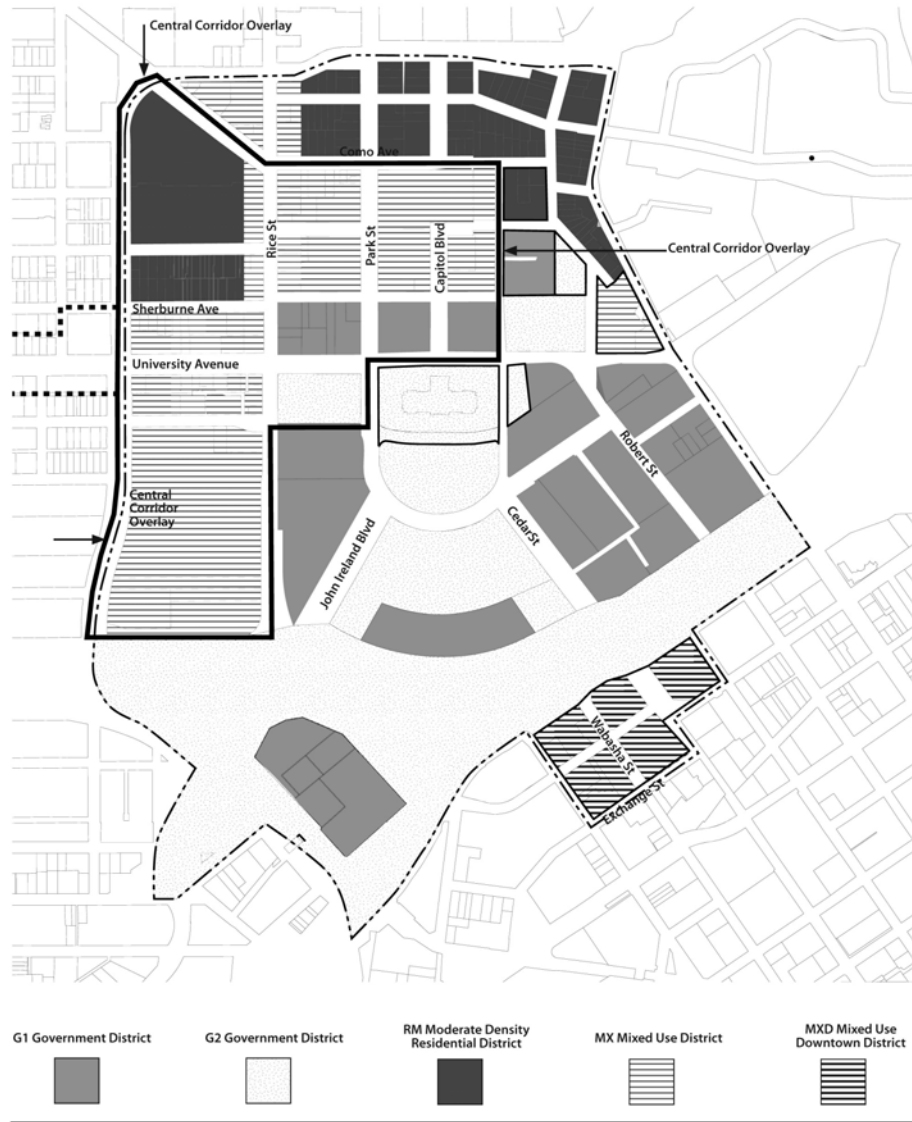 Central Corridor Overlay
Como Ave
Rice St
Park St
Capitol Blvd
Central Corridor Overlay
Sherburne Ave
University Avenue
Robert St
Central
Corridor
Overlay
CedarSt
John Ireland Blvd
Wabasha St
Exchange St
G1 Government District
G2 Government District
RM Moderate Density
Residential District
MX Mixed Use District
MXD Mixed Use
Downtown District